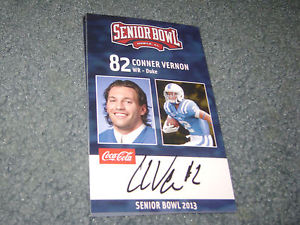 SENIOR BOWL
MOBILE, AL
82 CONNER VERNON
WR - Duke
Coca-Cola
SENIOR BOWL 2013